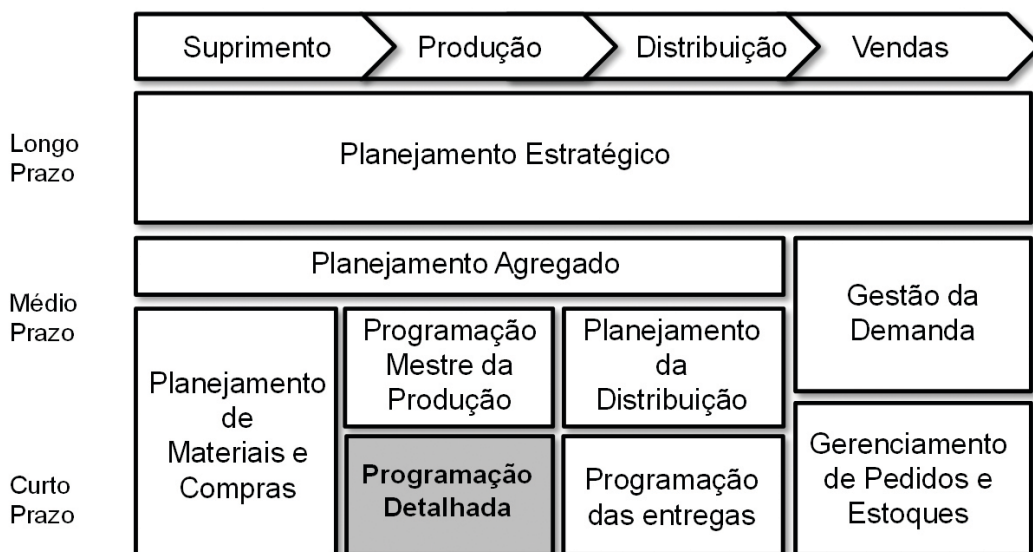 Suprimento
Produção
Distribuição
Vendas
Longo
Prazo
Planejamento Estratégico
Médio
Prazo
Planejamento Agregado
Gestão da
Demanda
Planejamento
de
Materiais e
Compras
Programação
Mestre da
Produção
Planejamento
da
Distribuição
Curto
Prazo
Programação
Detalhada
Programação
das entregas
Gerenciamento
de Pedidos e
Estoques